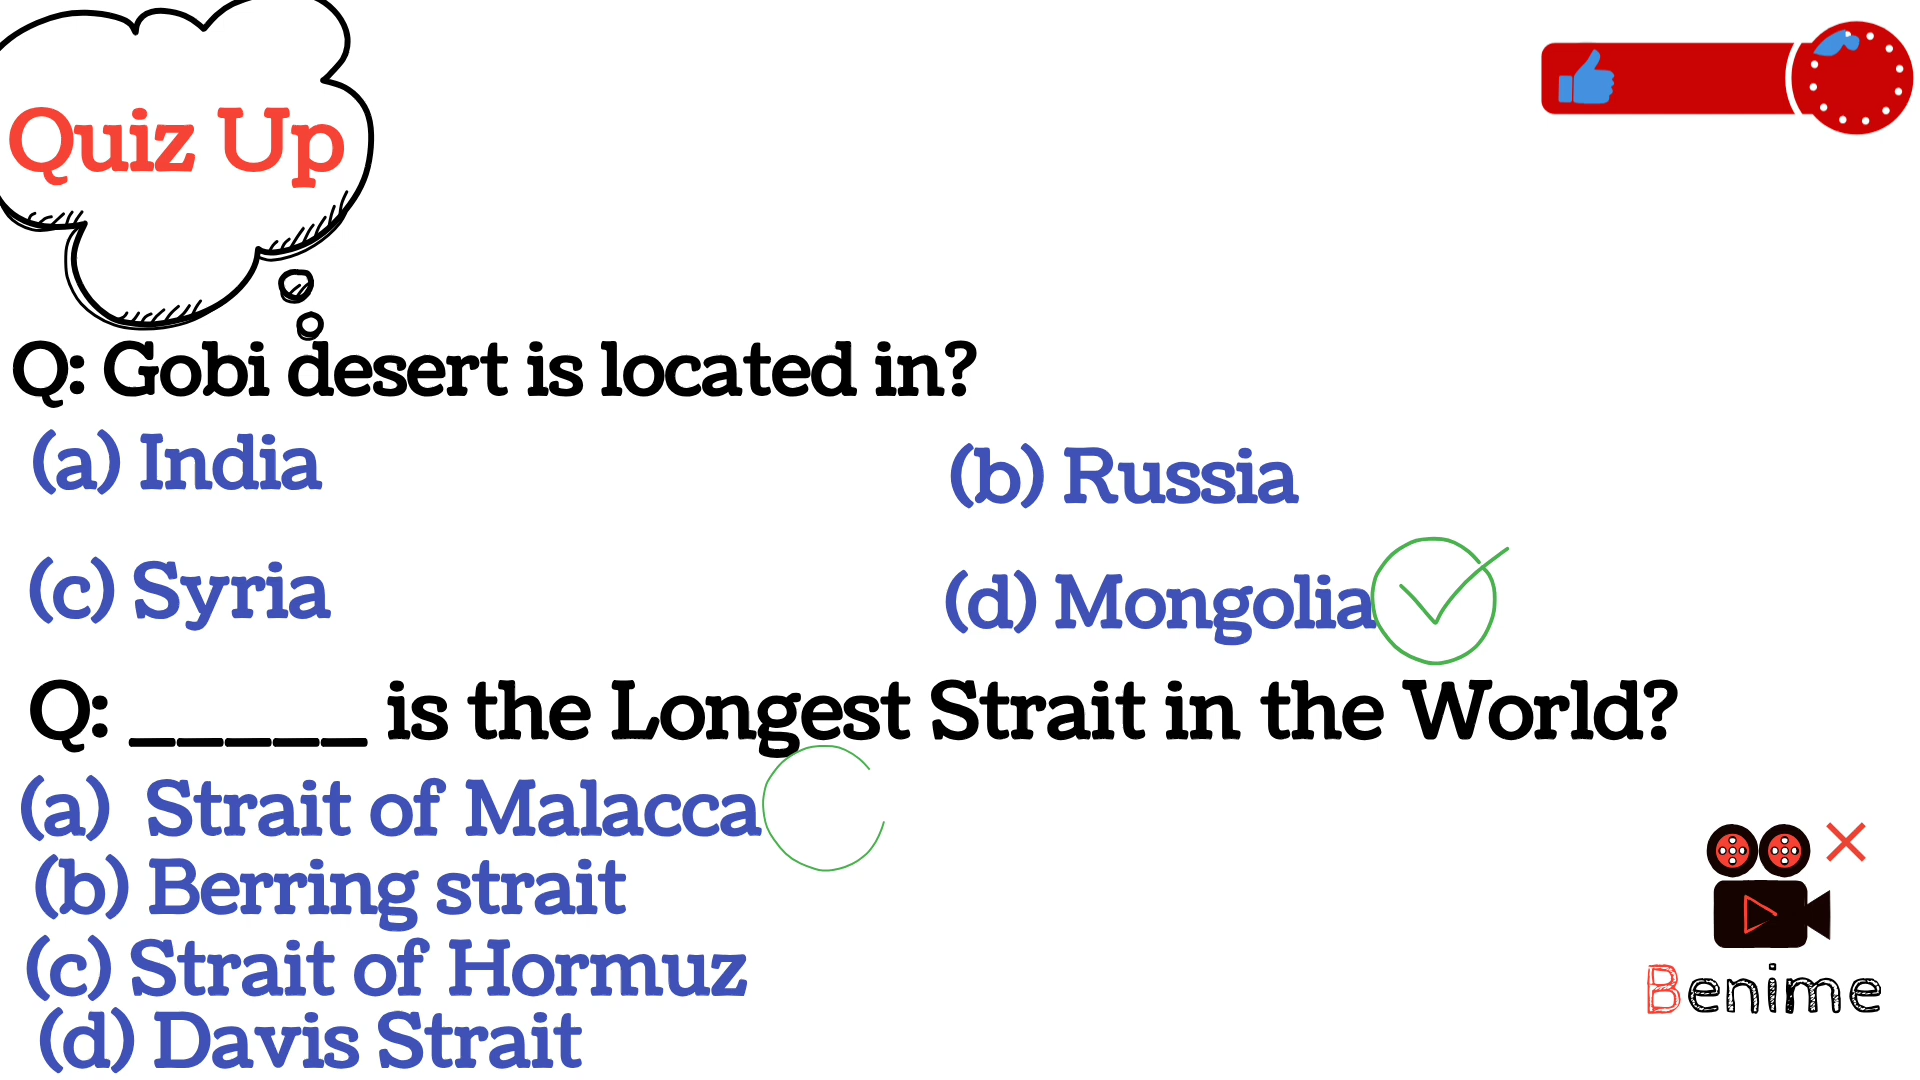 Quiz Up
Q: Gobi desert is located in?
(a) India
(b) Russia
(c) Syria
(d) Mongolia
Q: _____ is the Longest Strait in the World?
(a) Strait of Malacca
(b) Berring strait
(c) Strait of Hormuz
(d) Davis Strait
Benime